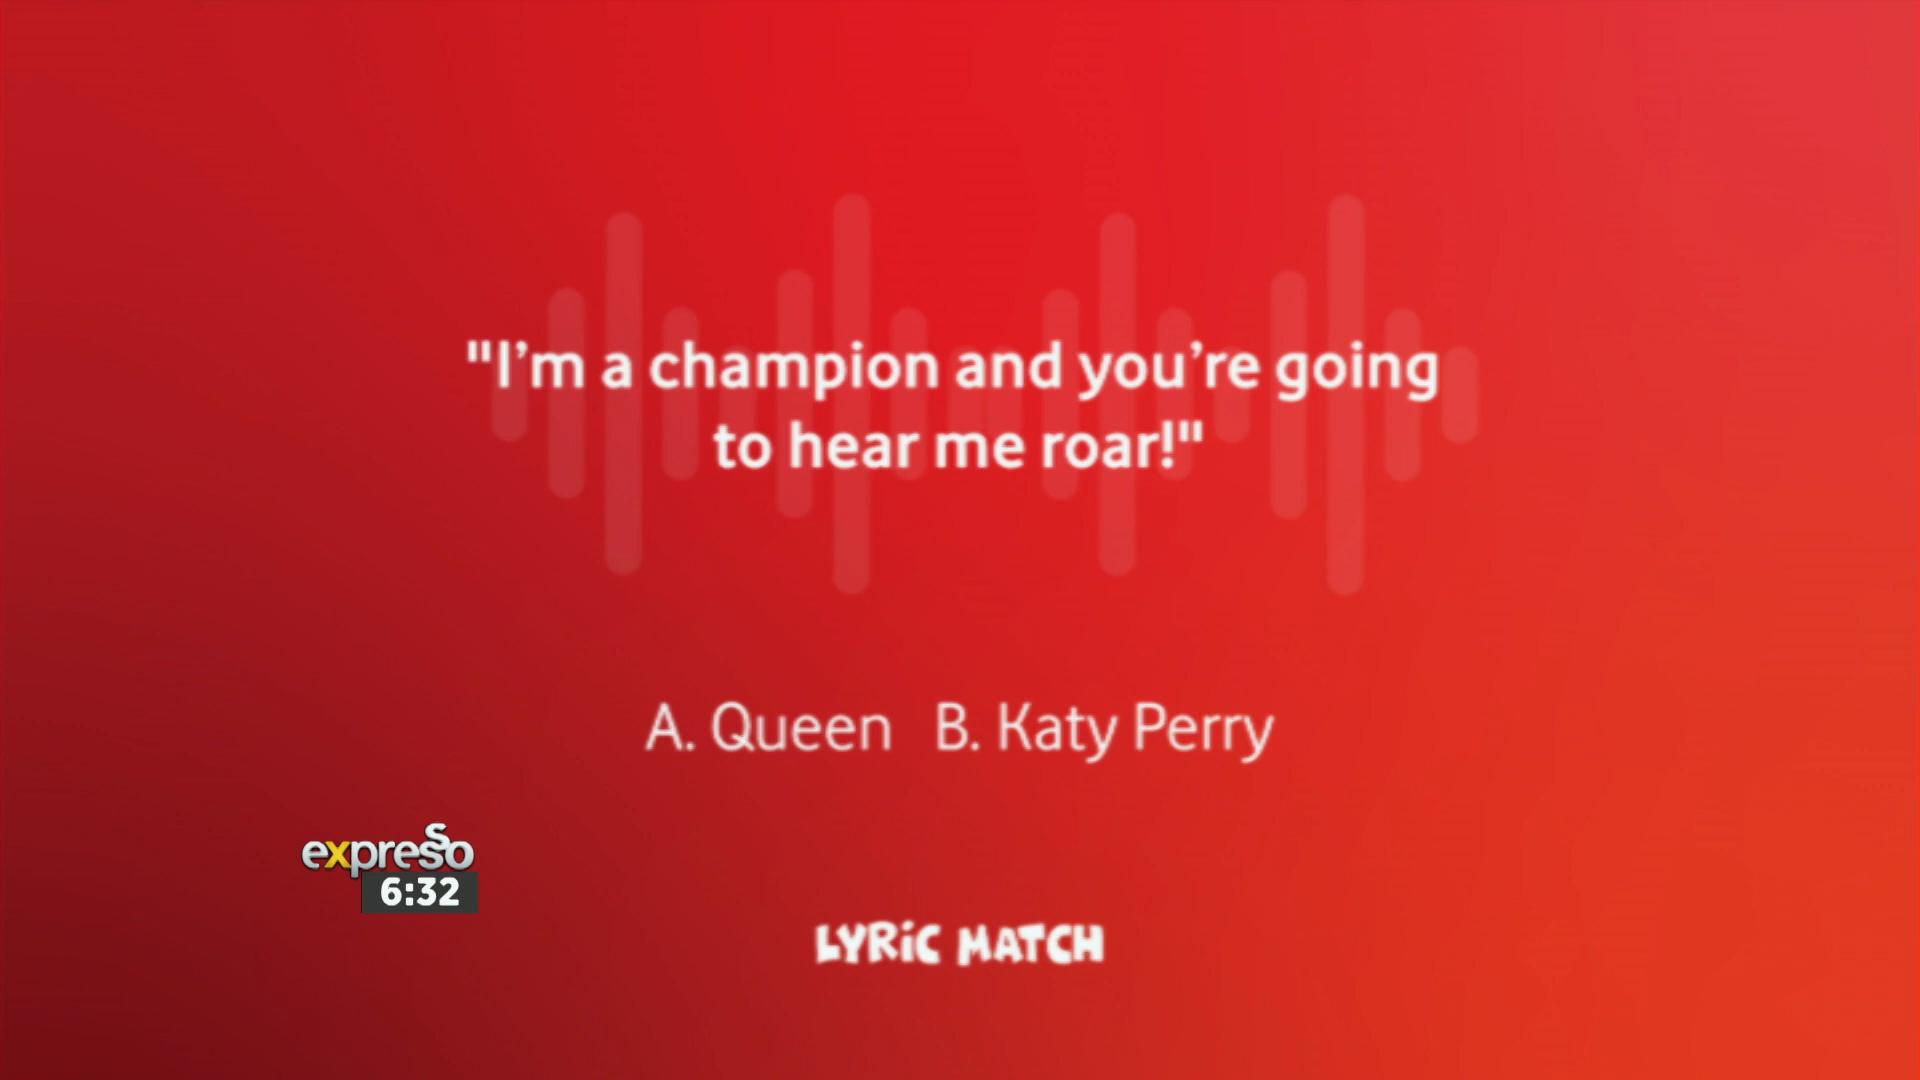 "I’m a champion and you’re going
to hear me roar!"
A. Queen B. Katy Perry
expresso
6:32
LYRiC MATCH